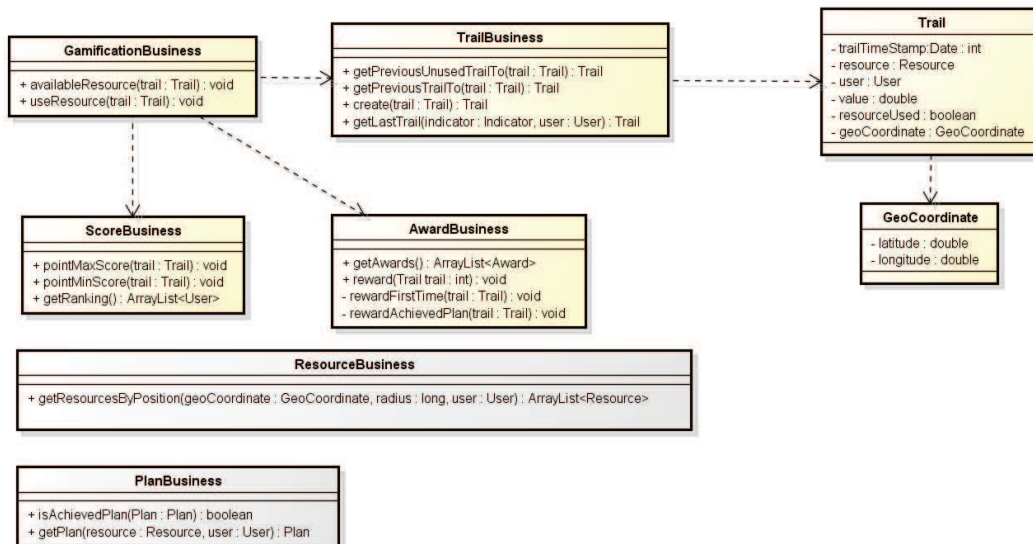 GamificationBusiness
+ availableResource(trail : Trail) : void
+ useResource(trail : Trail) : void
TrailBusiness
+ getPreviousUnusedTrailTo(trail : Trail) : Trail
+ getPreviousTrailTo(trail : Trail) : Trail
+ create(trail : Trail) : Trail
+ getLastTrail(indicator : Indicator, user : User) : Trail
Trail
- trailTimeStamp:Date : int
- resource : Resource
- user : User
- value : double
- resourceUsed : boolean
- geoCoordinate : GeoCoordinate
ScoreBusiness
+ pointMaxScore(trail : Trail) : void
+ pointMinScore(trail : Trail) : void
+ getRanking() : ArrayList<User>
AwardBusiness
+ getAwards() : ArrayList<Award>
+ reward(Trail trail : int) : void
- rewardFirstTime(trail : Trail) : void
- rewardAchievedPlan(trail : Trail) : void
GeoCoordinate
- latitude : double
- longitude : double
ResourceBusiness
+ getResourcesByPosition(geoCoordinate : GeoCoordinate, radius : long, user : User) : ArrayList<Resource>
PlanBusiness
+ isAchievedPlan(Plan : Plan) : boolean
+ getPlan(resource : Resource, user : User) : Plan